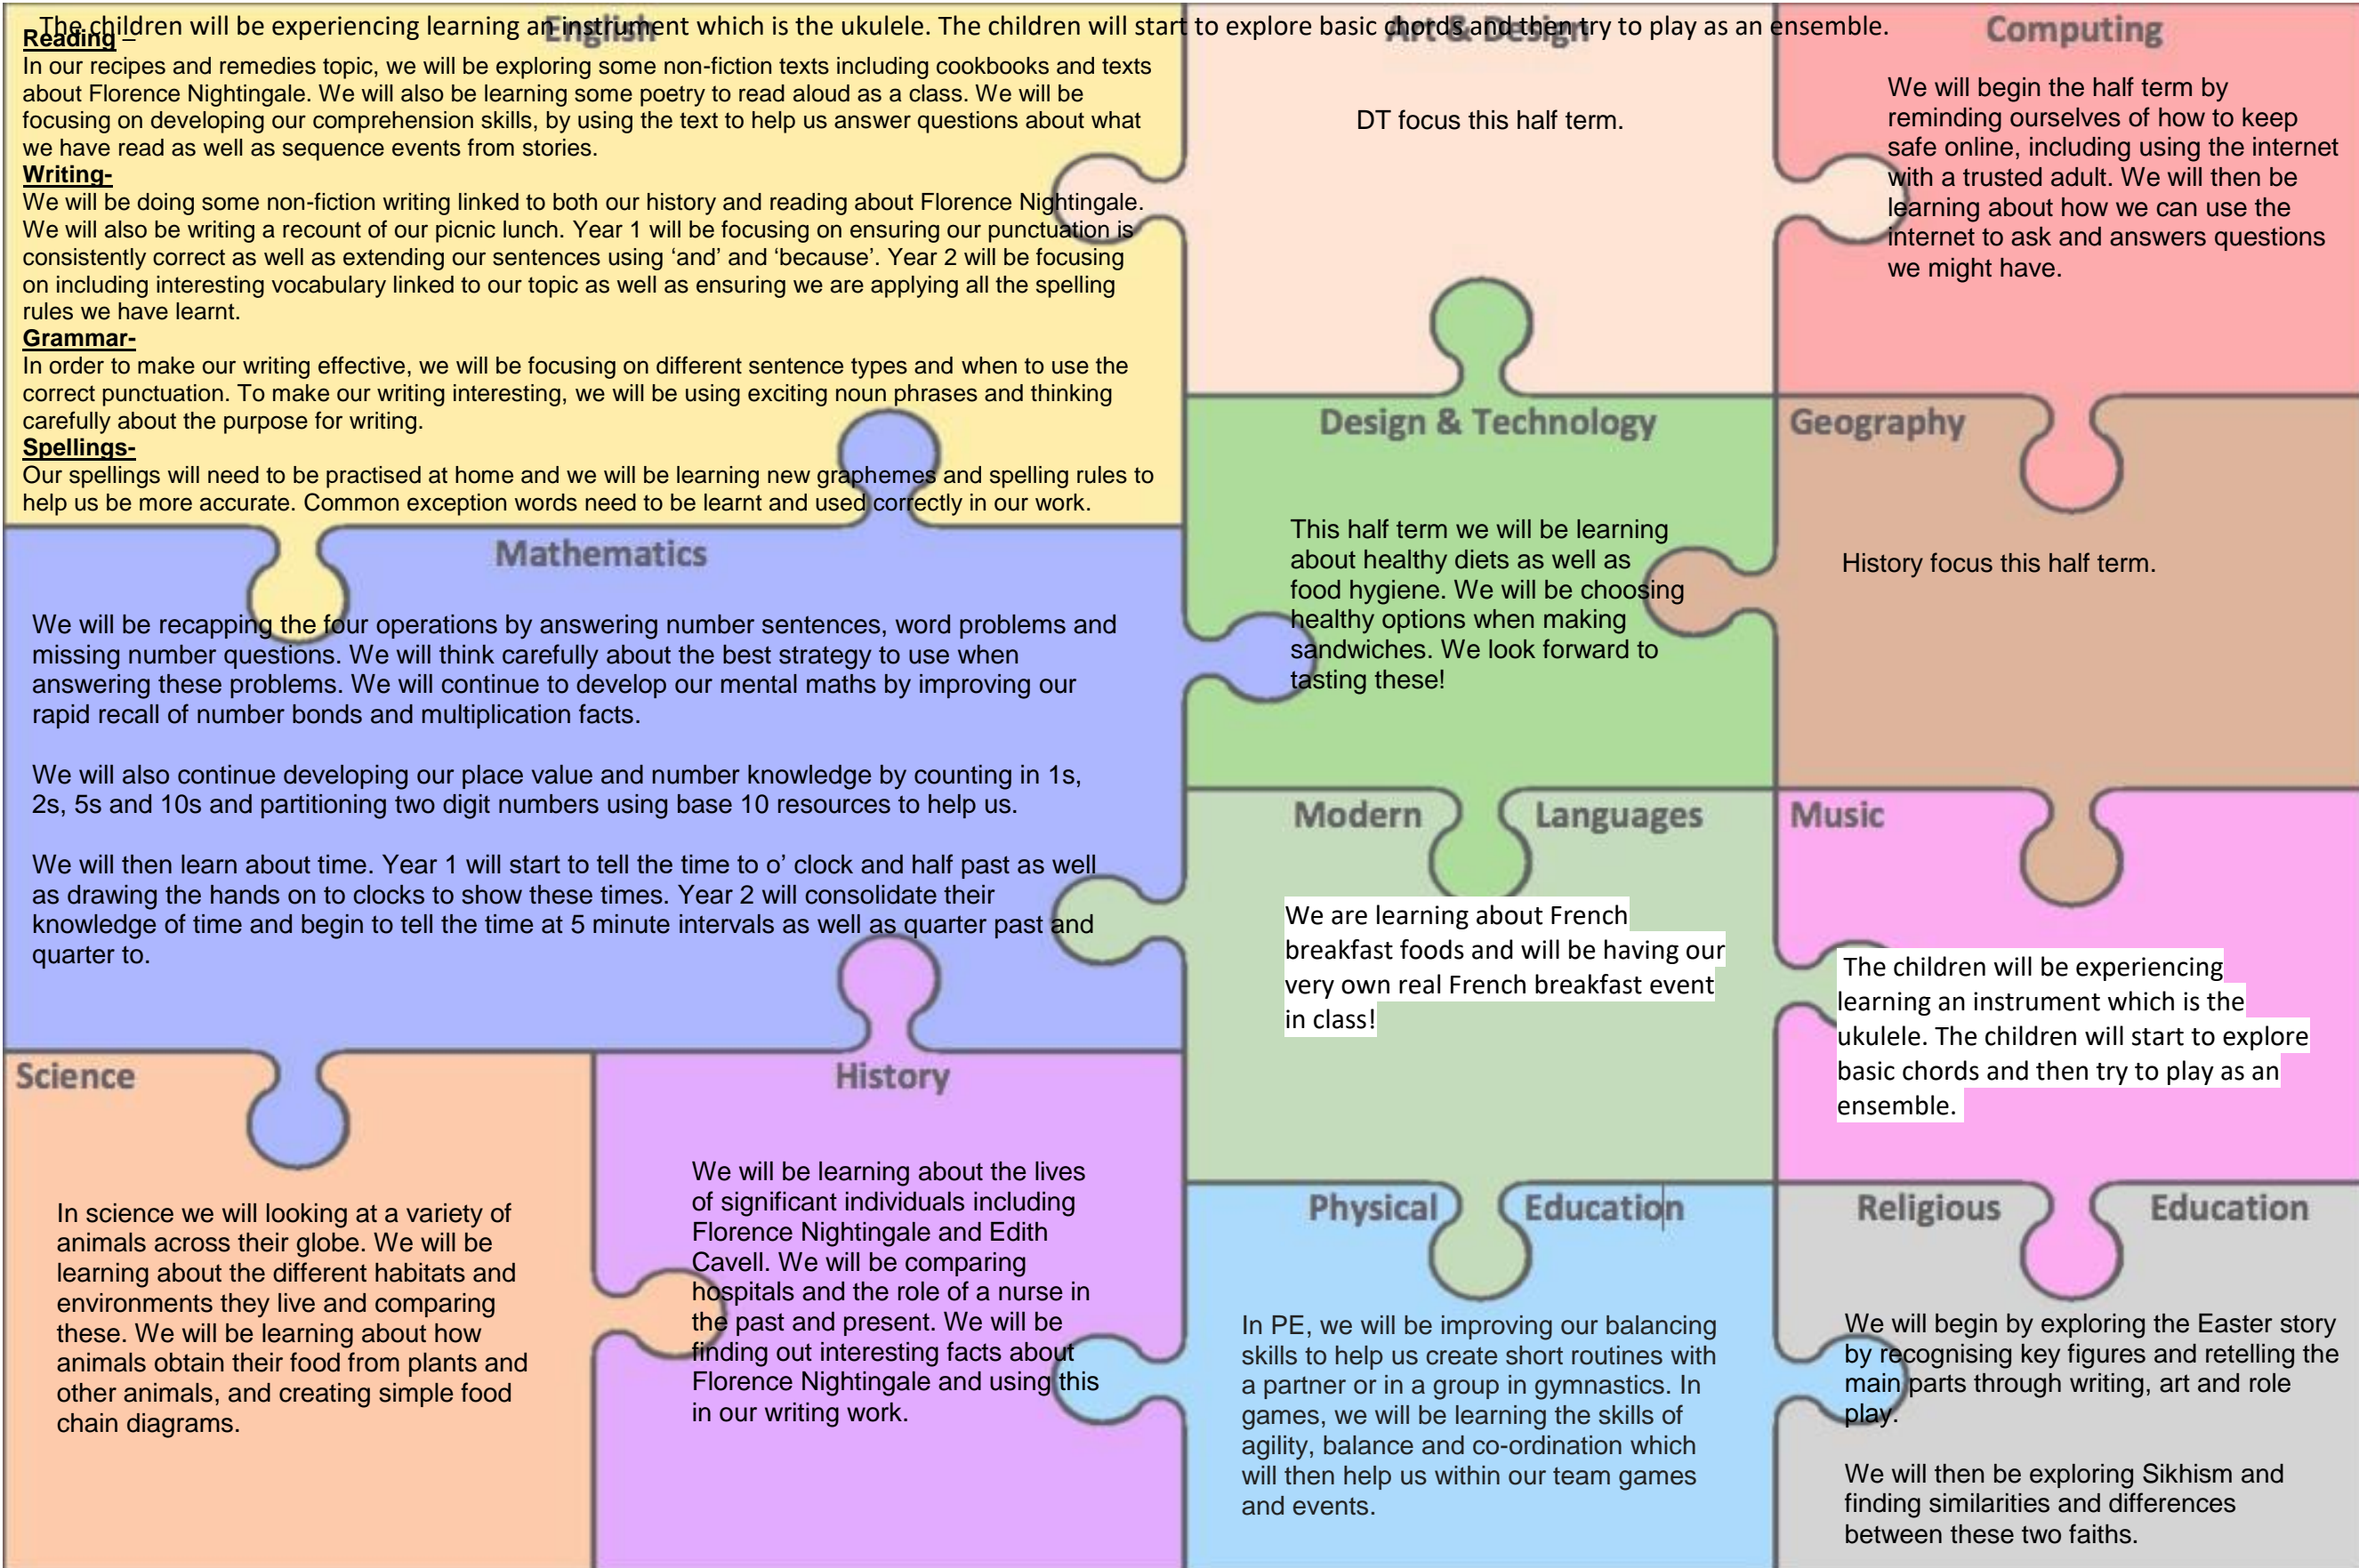 The children will be experiencing learning an instrument which is the ukulele. The children will start to explore basic chords and then try to play as an ensemble.
English
Reading –
In our recipes and remedies topic, we will be exploring some non-fiction texts including cookbooks and texts
about Florence Nightingale. We will also be learning some poetry to read aloud as a class. We will be
focusing on developing our comprehension skills, by using the text to help us answer questions about what
we have read as well as sequence events from stories.
Writing-
We will be doing some non-fiction writing linked to both our history and reading about Florence Nightingale.
We will also be writing a recount of our picnic lunch. Year 1 will be focusing on ensuring our punctuation is
consistently correct as well as extending our sentences using ‘and’ and ‘because’. Year 2 will be focusing
on including interesting vocabulary linked to our topic as well as ensuring we are applying all the spelling
rules we have learnt.
Grammar-
In order to make our writing effective, we will be focusing on different sentence types and when to use the
correct punctuation. To make our writing interesting, we will be using exciting noun phrases and thinking
carefully about the purpose for writing.
Spellings-
Our spellings will need to be practised at home and we will be learning new graphemes and spelling rules to
help us be more accurate. Common exception words need to be learnt and used correctly in our work.
Art & Design
DT focus this half term.
Computing
We will begin the half term by
reminding ourselves of how to keep
safe online, including using the internet
with a trusted adult. We will then be
learning about how we can use the
internet to ask and answers questions
we might have.
Design & Technology
This half term we will be learning
about healthy diets as well as
food hygiene. We will be choosing
healthy options when making
sandwiches. We look forward to
tasting these!
Geography
History focus this half term.
Mathematics
We will be recapping the four operations by answering number sentences, word problems and
missing number questions. We will think carefully about the best strategy to use when
answering these problems. We will continue to develop our mental maths by improving our
rapid recall of number bonds and multiplication facts.
We will also continue developing our place value and number knowledge by counting in 1s,
2s, 5s and 10s and partitioning two digit numbers using base 10 resources to help us.
We will then learn about time. Year 1 will start to tell the time to o’ clock and half past as well
as drawing the hands on to clocks to show these times. Year 2 will consolidate their
knowledge of time and begin to tell the time at 5 minute intervals as well as quarter past and
quarter to.
Modern Languages
We are learning about French
breakfast foods and will be having our
very own real French breakfast event
in class!
Music
The children will be experiencing
learning an instrument which is the
ukulele. The children will start to explore
basic chords and then try to play as an
ensemble.
Science
In science we will looking at a variety of
animals across their globe. We will be
learning about the different habitats and
environments they live and comparing
these. We will be learning about how
animals obtain their food from plants and
other animals, and creating simple food
chain diagrams.
History
We will be learning about the lives
of significant individuals including
Florence Nightingale and Edith
Cavell. We will be comparing
hospitals and the role of a nurse in
the past and present. We will be
finding out interesting facts about
Florence Nightingale and using this
in our writing work.
Physical Education
In PE, we will be improving our balancing
skills to help us create short routines with
a partner or in a group in gymnastics. In
games, we will be learning the skills of
agility, balance and co-ordination which
will then help us within our team games
and events.
Religious Education
We will begin by exploring the Easter story
by recognising key figures and retelling the
main parts through writing, art and role
play.
We will then be exploring Sikhism and
finding similarities and differences
between these two faiths.